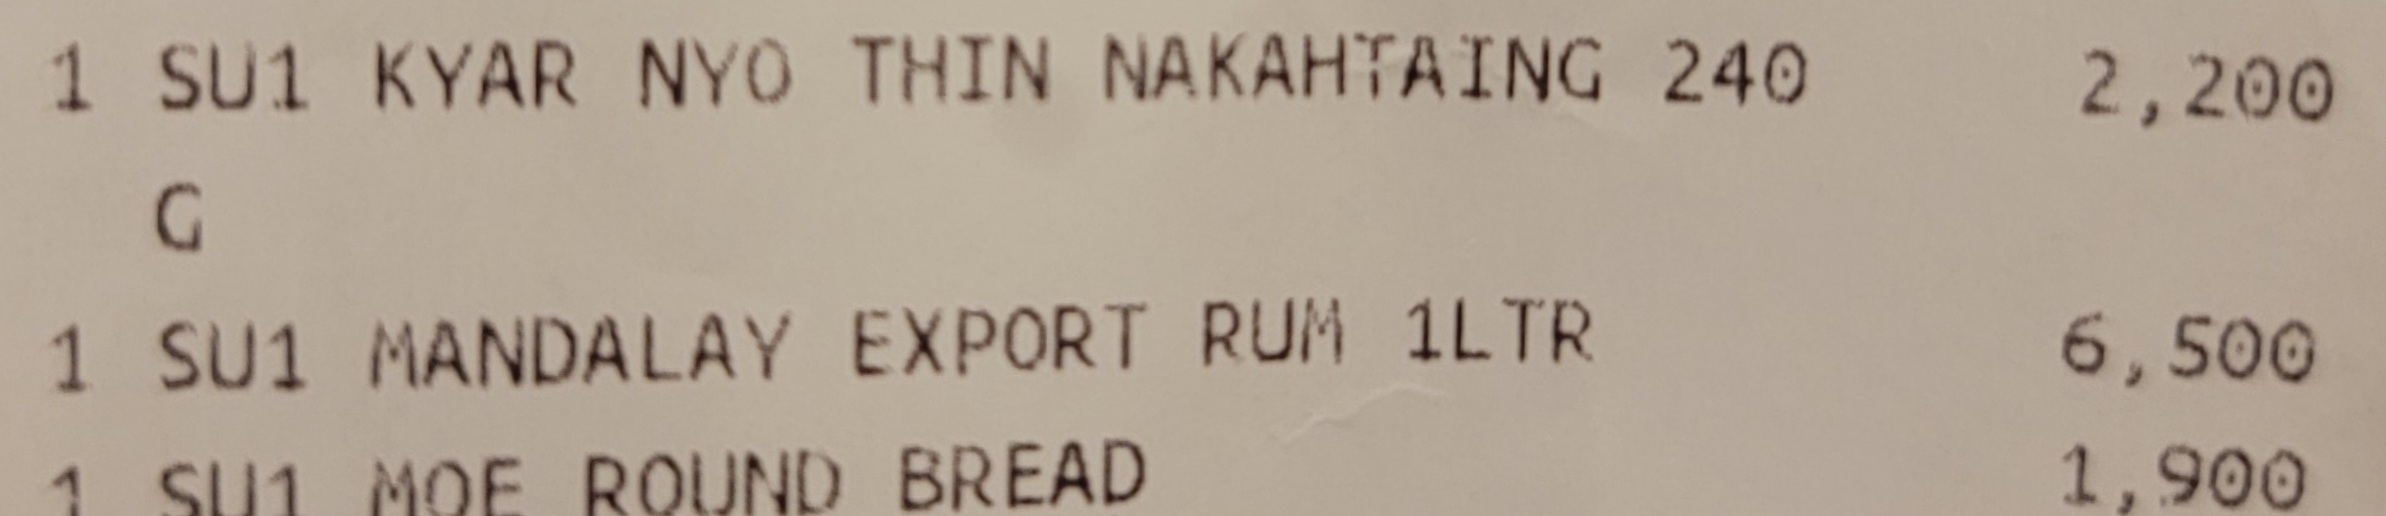 1 SU1 KYAR NYO THIN NAKAHTAING 240 2,200
G
1 SU1 MANDALAY EXPORT RUM 1LTR 6,500
1 SU1 MOE ROUND BREAD 1,900